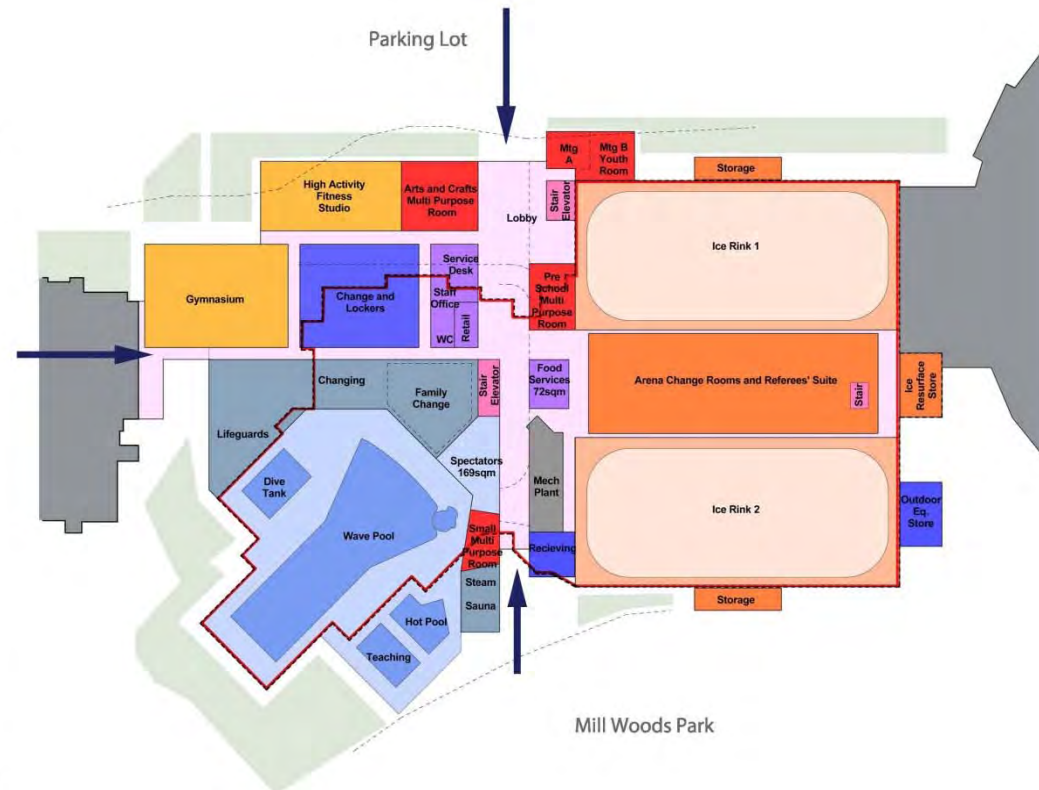 Parking Lot
Mtg
A
Mtg B
Youth
Room
Storage
High Activity
Fitness
Studio
Arts and Crafts
Multi Purpose
Room
Lobby
Stair
Elevator
Ice Rink 1
Service
Desk
Gymnasium
Change and
Lockers
Staff
Office
WC
Retail
Pre
School
Multi
Purpose
Room
Changing
Family
Change
Stair
Elevator
Food
Services
72sqm
Arena Change Rooms and Referees' Suite
Stair
Ice
Resurface
Store
Lifeguards
Spectators
169sqm
Dive
Tank
Mech
Plant
Wave Pool
Ice Rink 2
Outdoor
Eq.
Store
Small
Multi
Purpose
Room
Recieving
Steam
Sauna
Storage
Hot Pool
Teaching
Mill Woods Park